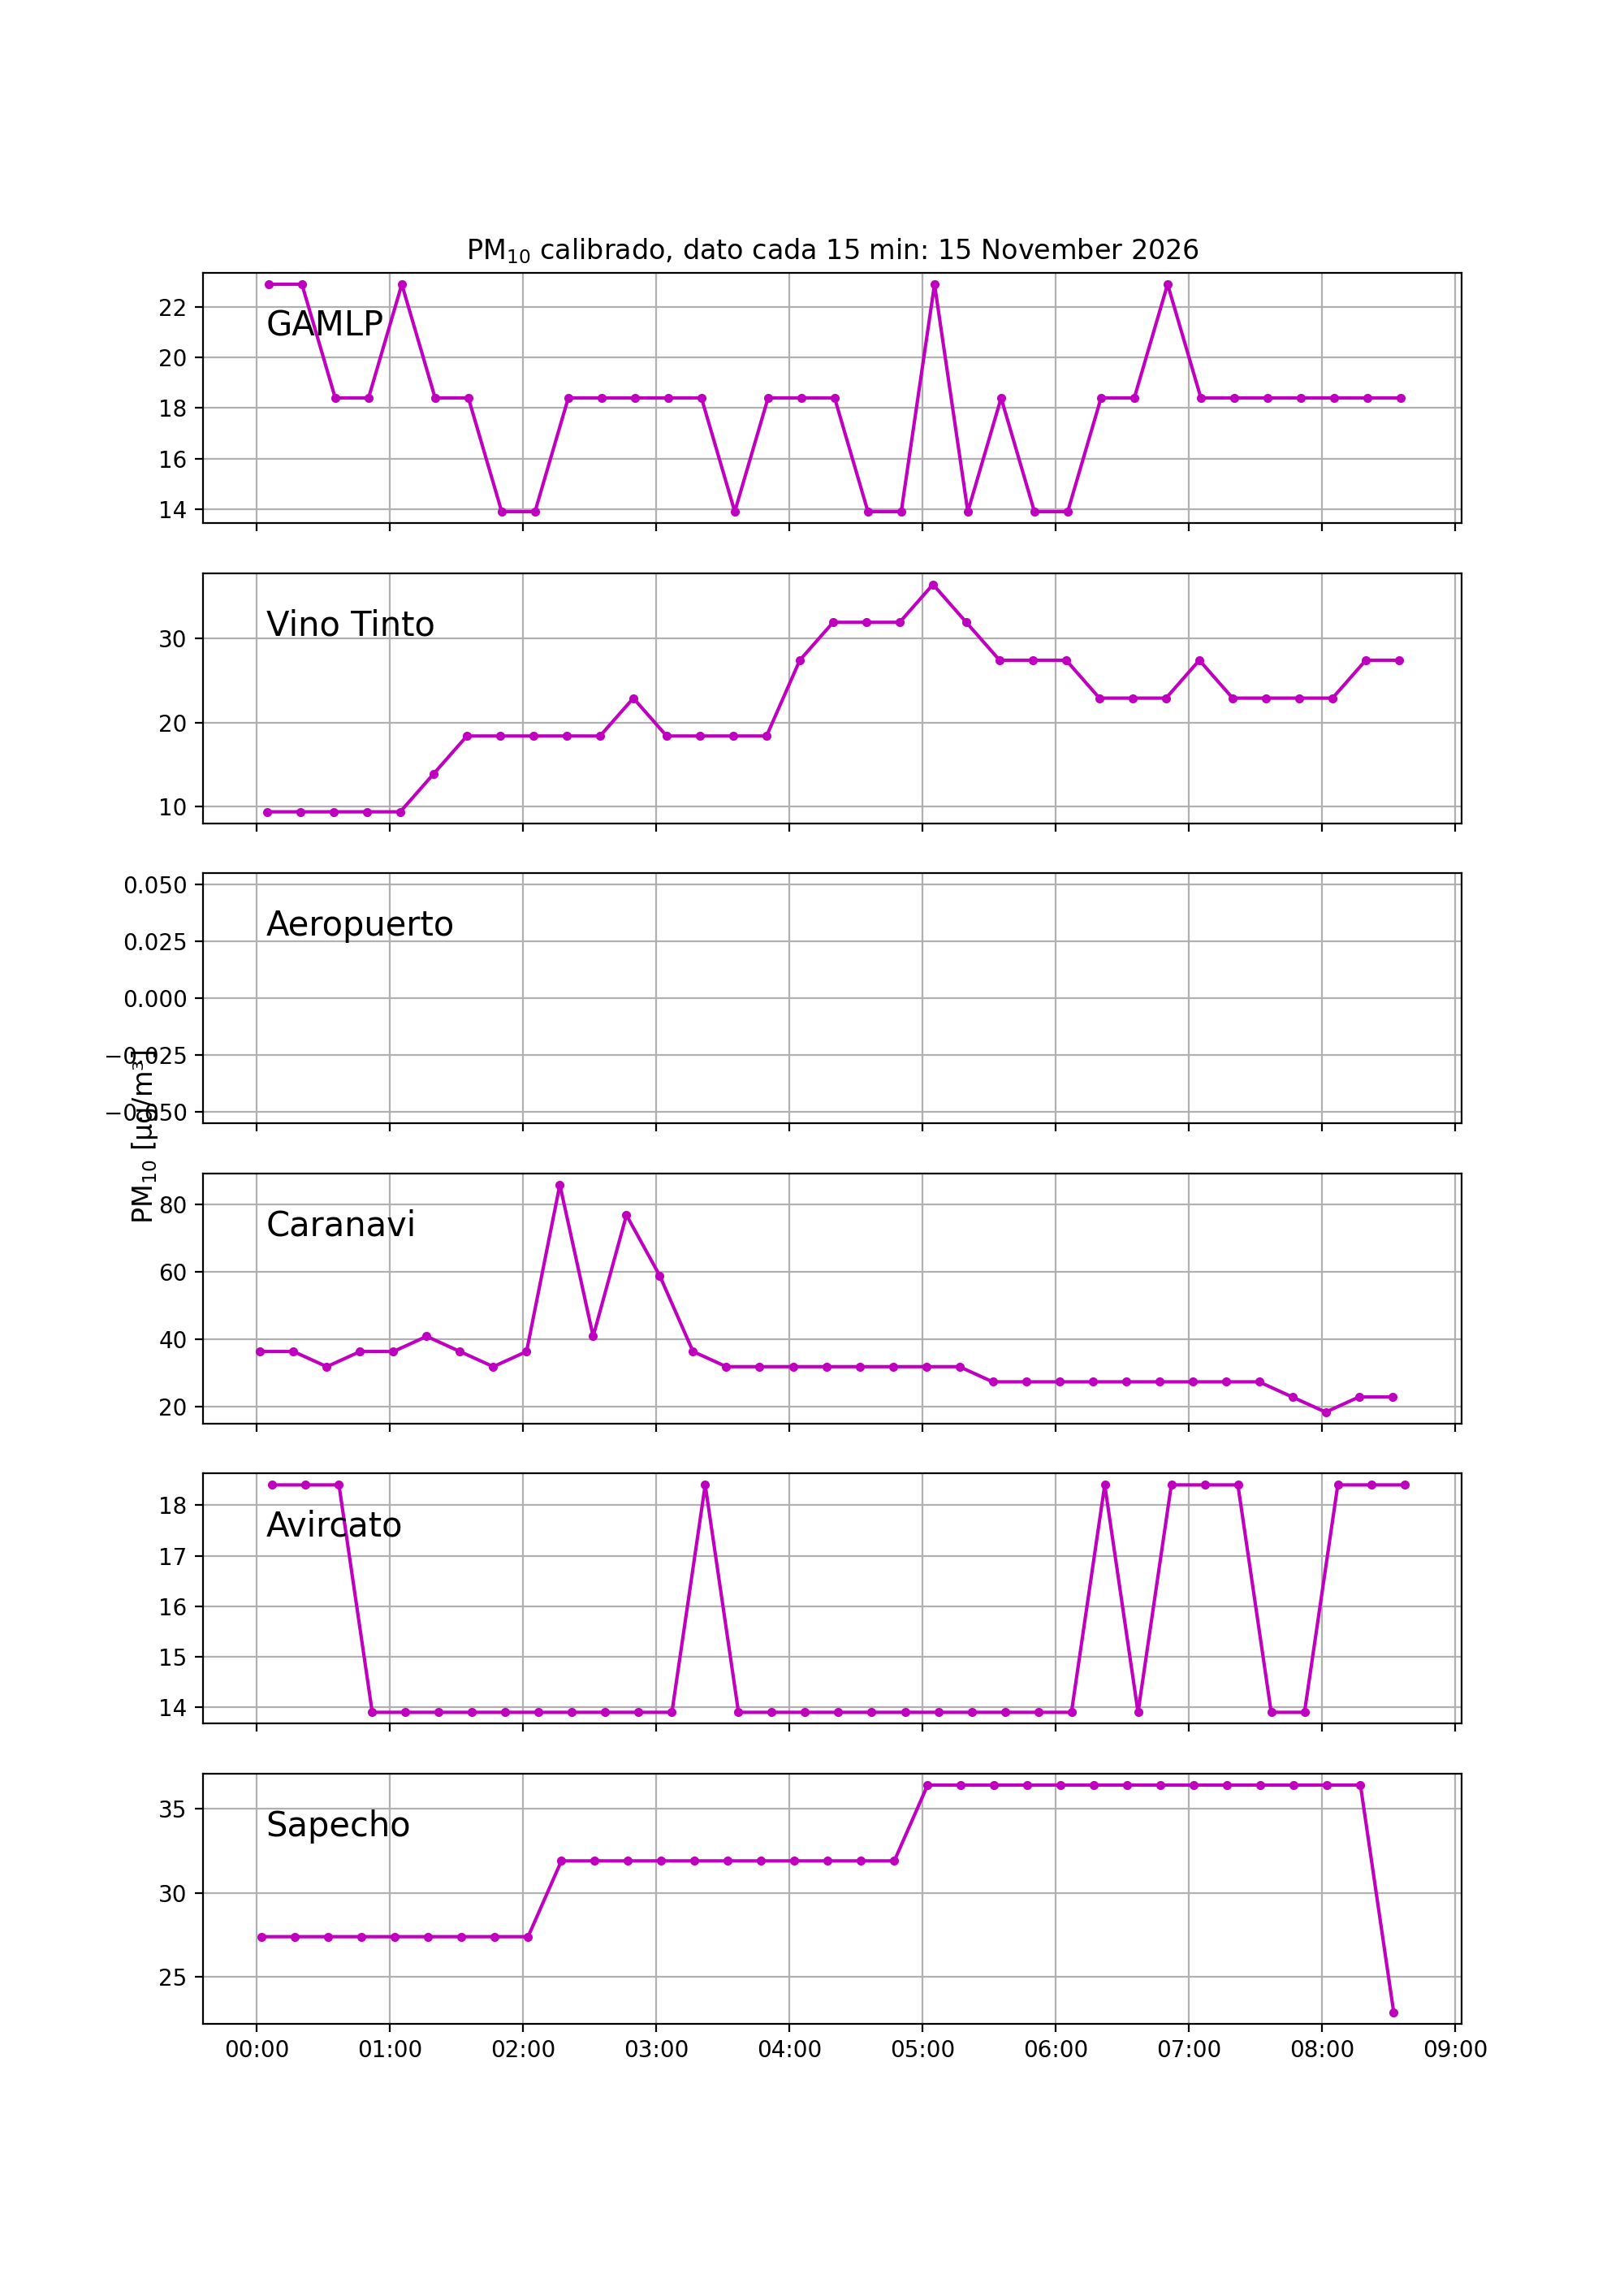 PM₁₀ calibrado, dato cada 15 min: 15 November 2026
22
20
18
16
14
GAMLP
30
20
10
Vino Tinto
0.050
0.025
0.000
−0.025
−0.050
Aeropuerto
PM₁₀ [µg/m³]
80
60
40
20
Caranavi
18
17
16
15
14
Avircato
35
30
25
Sapecho
00:00 01:00 02:00 03:00 04:00 05:00 06:00 07:00 08:00 09:00